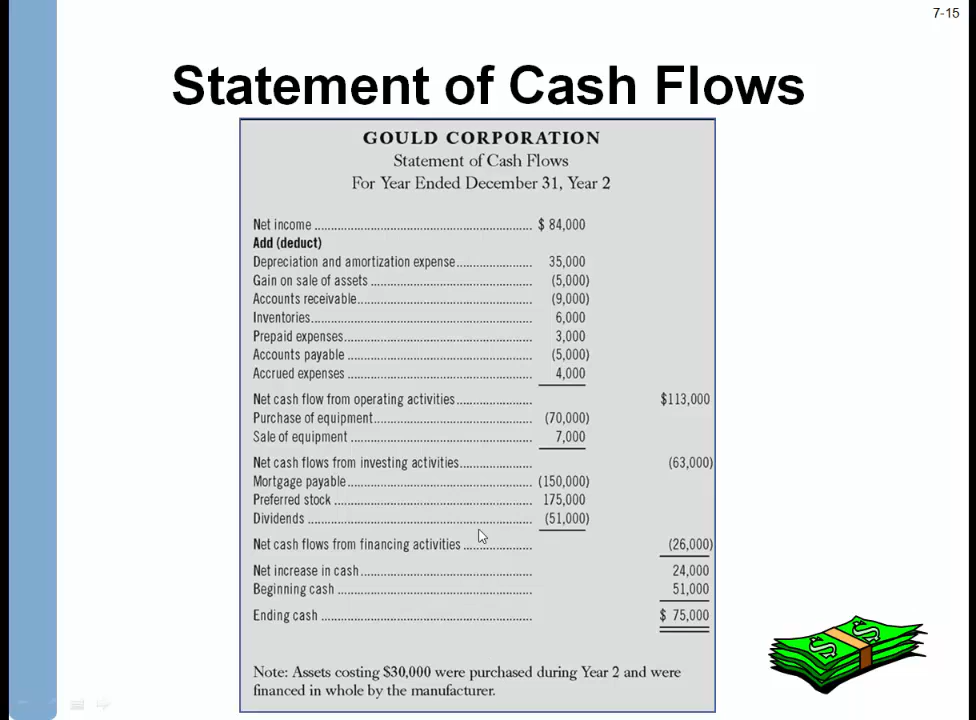 7-15
Statement of Cash Flows
GOULD CORPORATION
Statement of Cash Flows
For Year Ended December 31, Year 2
Net income ........ $ 84,000
Add (deduct)
Depreciation and amortization expense ........ 35,000
Gain on sale of assets ........ (5,000)
Accounts receivable ........ (9,000)
Inventories ........ 6,000
Prepaid expenses ........ 3,000
Accounts payable ........ (5,000)
Accrued expenses ........ 4,000
Net cash flow from operating activities ........ $113,000
Purchase of equipment ........ (70,000)
Sale of equipment ........ 7,000
Net cash flows from investing activities ........ (63,000)
Mortgage payable ........ (150,000)
Preferred stock ........ 175,000
Dividends ........ (51,000)
Net cash flows from financing activities ........ (26,000)
Net increase in cash ........ 24,000
Beginning cash ........ 51,000
Ending cash ........ $ 75,000
Note: Assets costing $30,000 were purchased during Year 2 and were
financed in whole by the manufacturer.
$ $